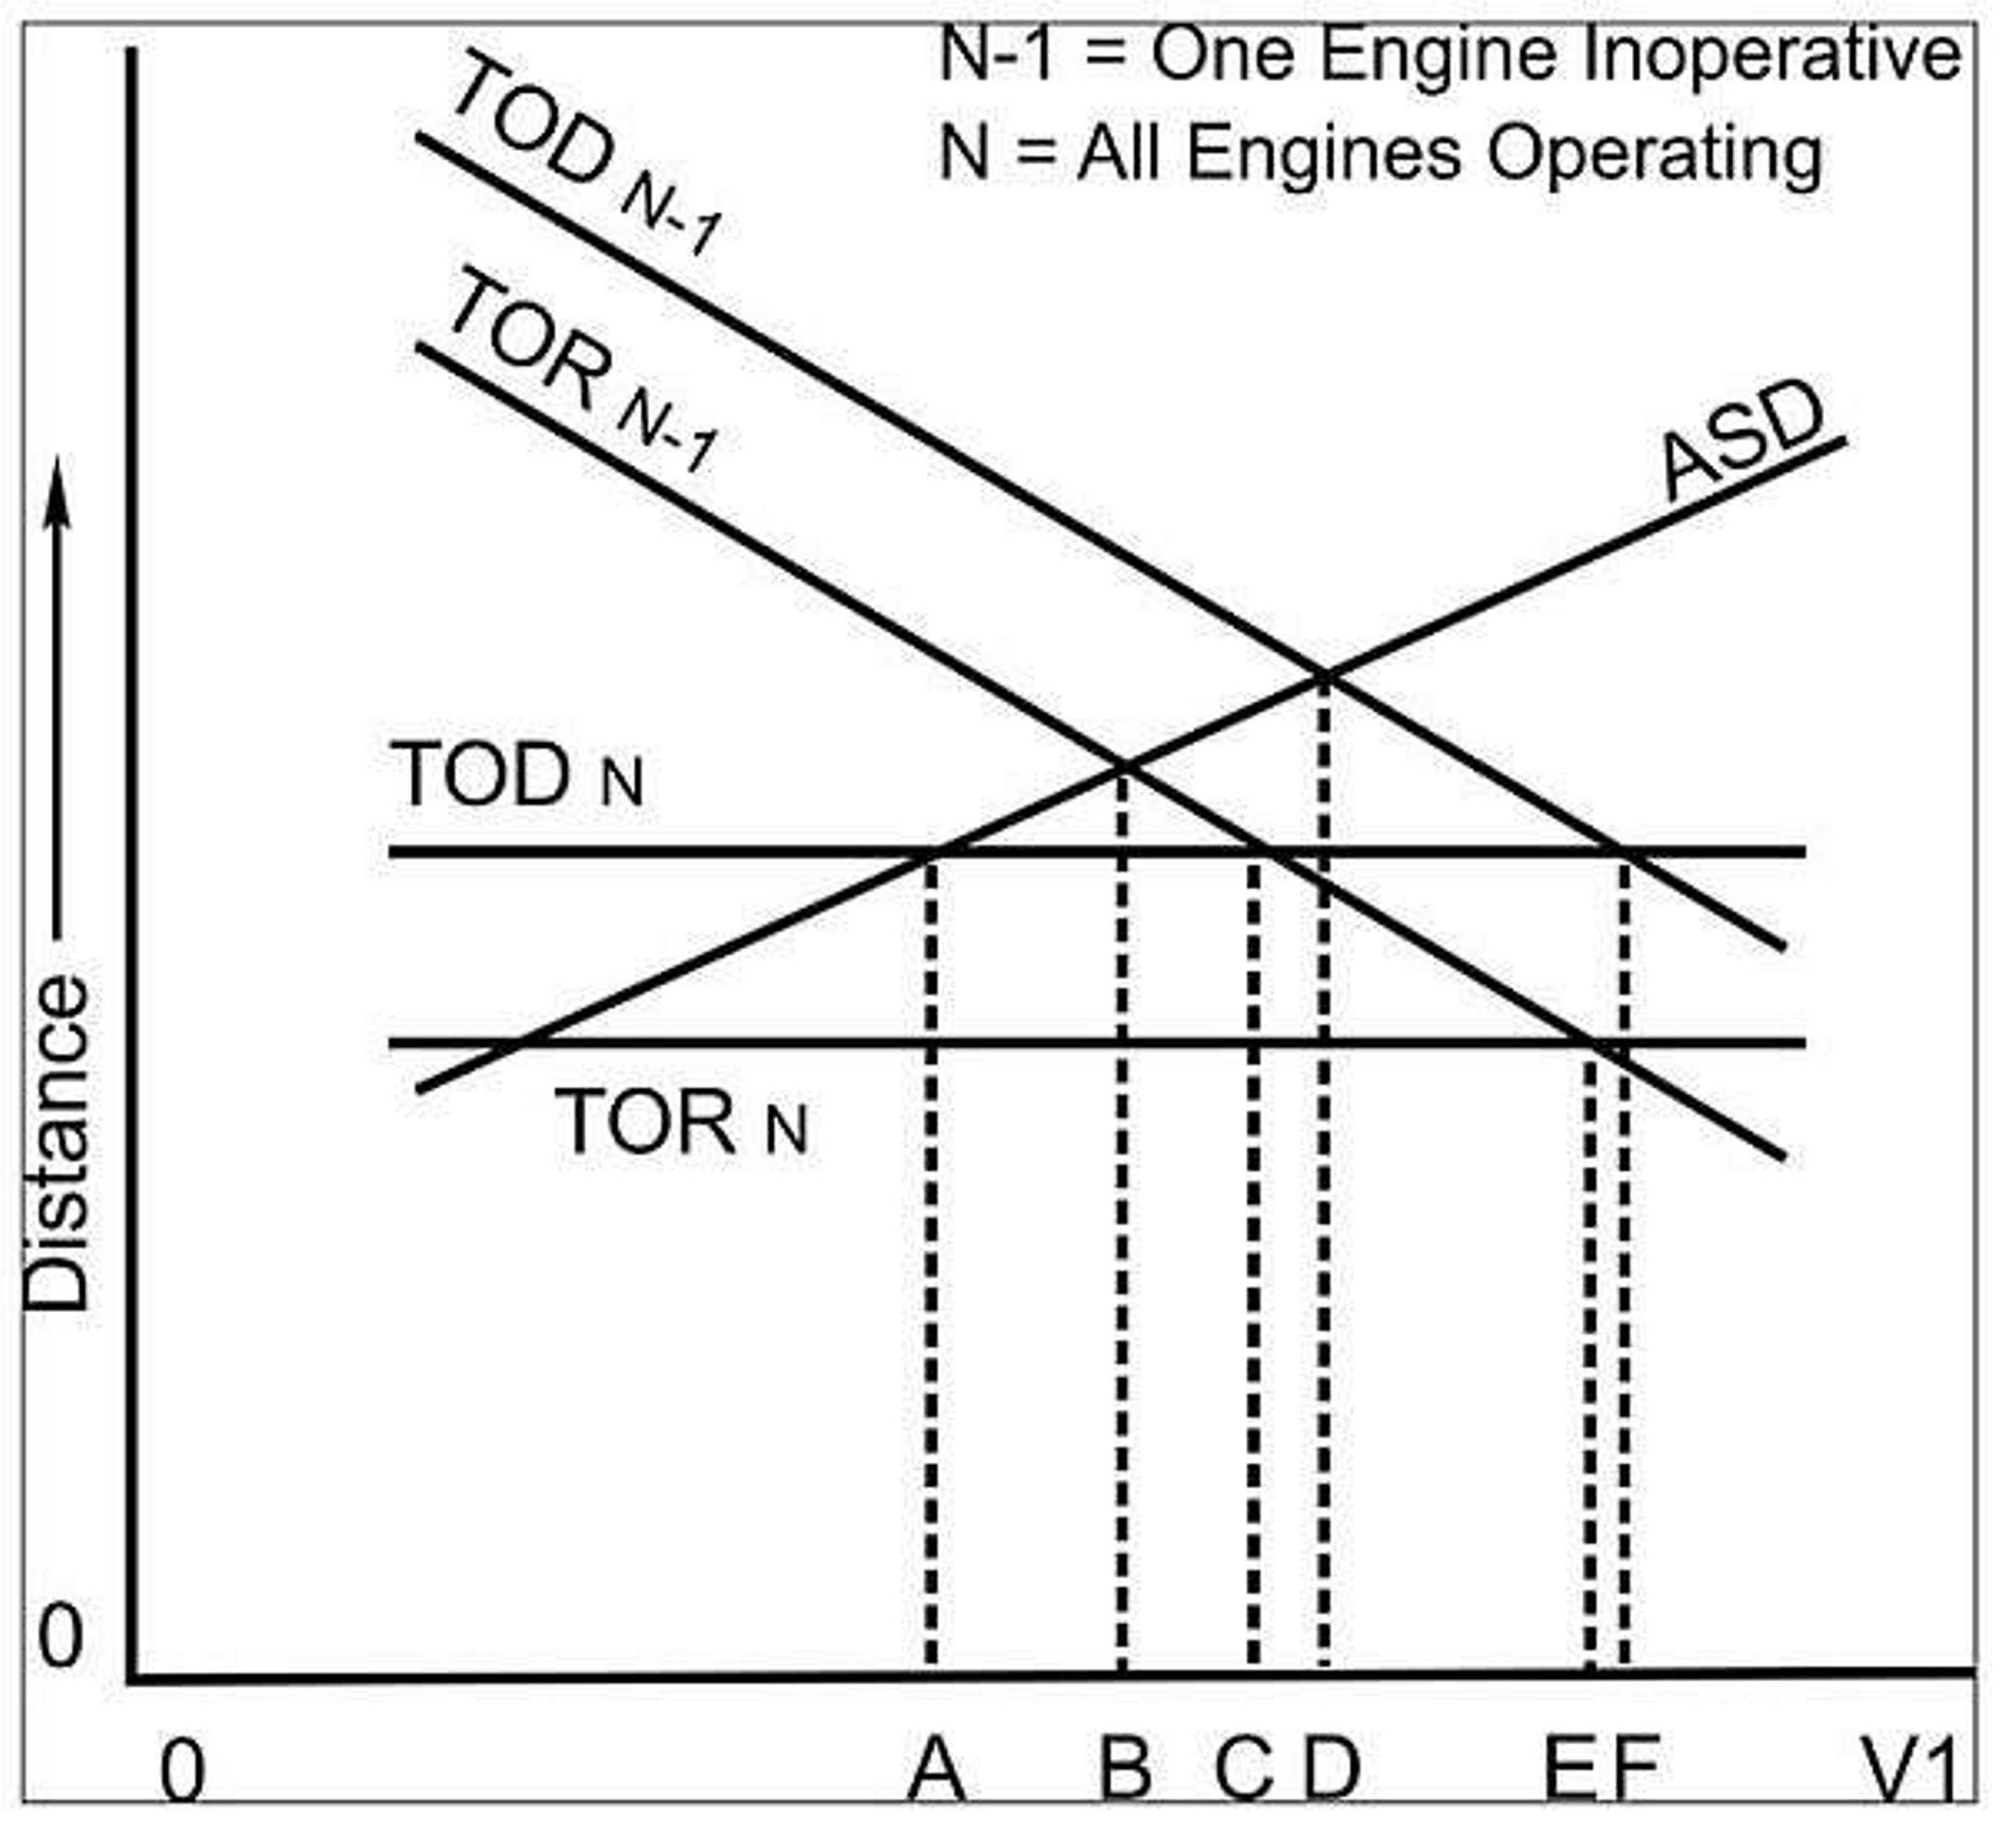 N-1 = One Engine Inoperative
N = All Engines Operating
TOD N-1
TOR N-1
ASD
TOD N
TOR N
Distance
0
0
A
B
C
D
E
F
V1